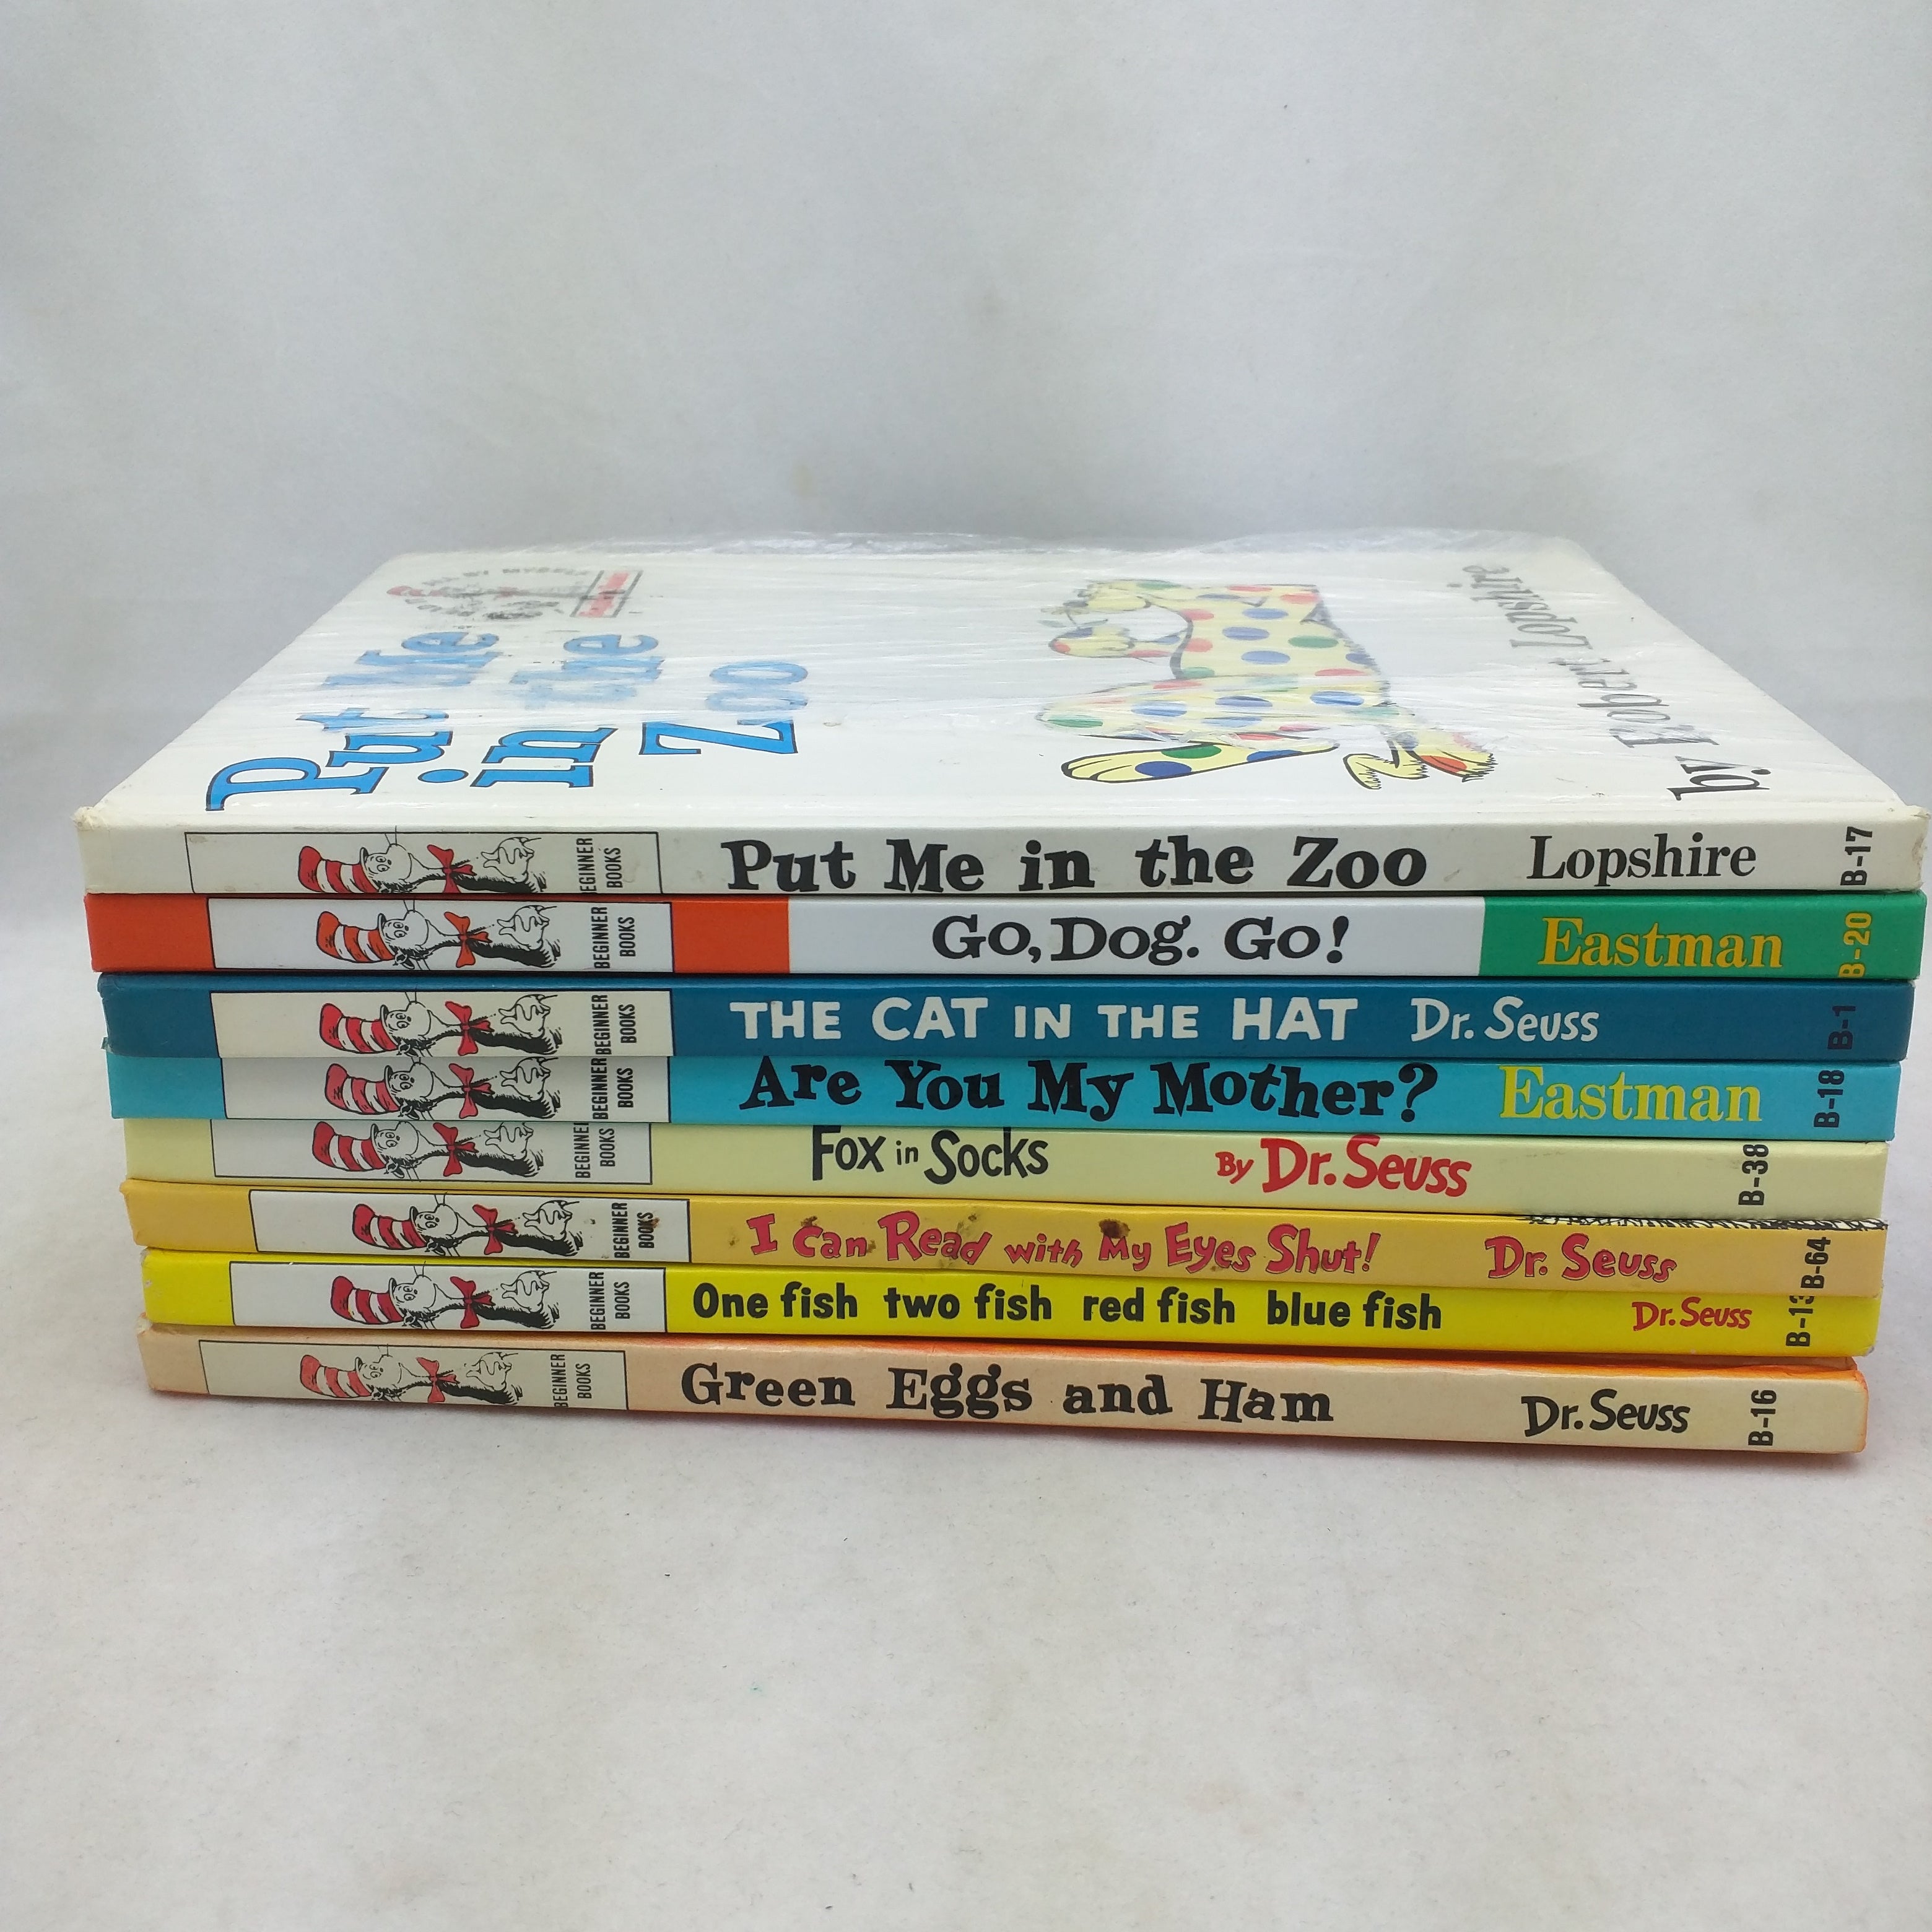 Put Me
in the
Zoo
by Robert Lopshire
BEGINNER BOOKS Put Me in the Zoo Lopshire B-17
BEGINNER BOOKS Go, Dog. Go! Eastman B-20
BEGINNER BOOKS THE CAT IN THE HAT Dr. Seuss B-1
BEGINNER BOOKS Are You My Mother? Eastman B-18
BEGINNER BOOKS Fox in Socks By Dr. Seuss B-38
BEGINNER BOOKS I Can Read with My Eyes Shut! Dr. Seuss B-64
BEGINNER BOOKS One fish two fish red fish blue fish Dr. Seuss B-13
BEGINNER BOOKS Green Eggs and Ham Dr. Seuss B-16